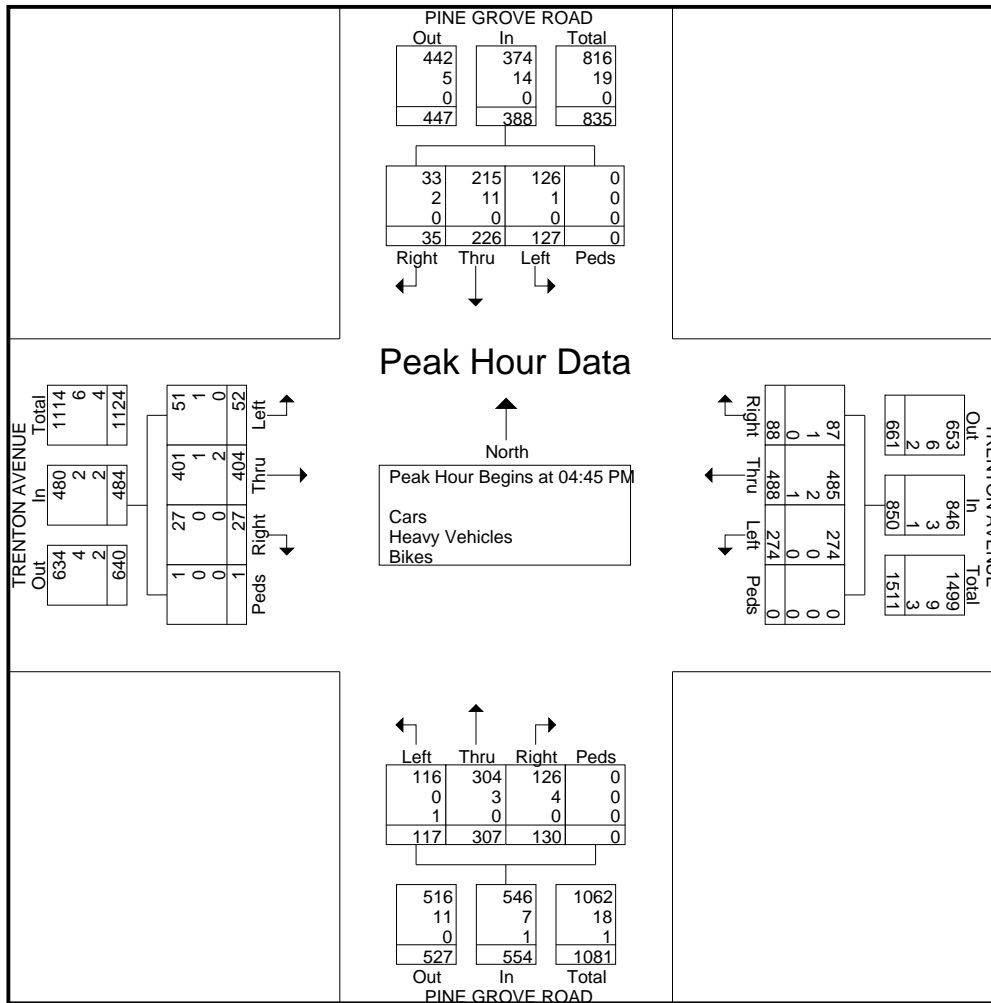 PINE GROVE ROAD
Out In Total
442 374 816
5 14 19
0 0 0
447 388 835
33 215 126 0
2 11 1 0
0 0 0 0
35 226 127 0
Right Thru Left Peds
Peak Hour Data
North
Peak Hour Begins at 04:45 PM
Cars
Heavy Vehicles
Bikes
TRENTON AVENUE
Out In Total
634 480 1114
4 2 6
2 2 4
640 484 1124
1 27 401 51
0 0 1 1
0 0 2 0
1 27 404 52
Peds Right Thru Left
TRENTON AVENUE
Out In Total
653 846 1499
6 3 9
2 1 3
661 850 1511
87 485 274 0
1 2 0 0
0 1 0 0
88 488 274 0
Right Thru Left Peds
Left Thru Right Peds
116 304 126 0
0 3 4 0
1 0 0 0
117 307 130 0
516 546 1062
11 7 18
0 1 1
527 554 1081
Out In Total
PINE GROVE ROAD